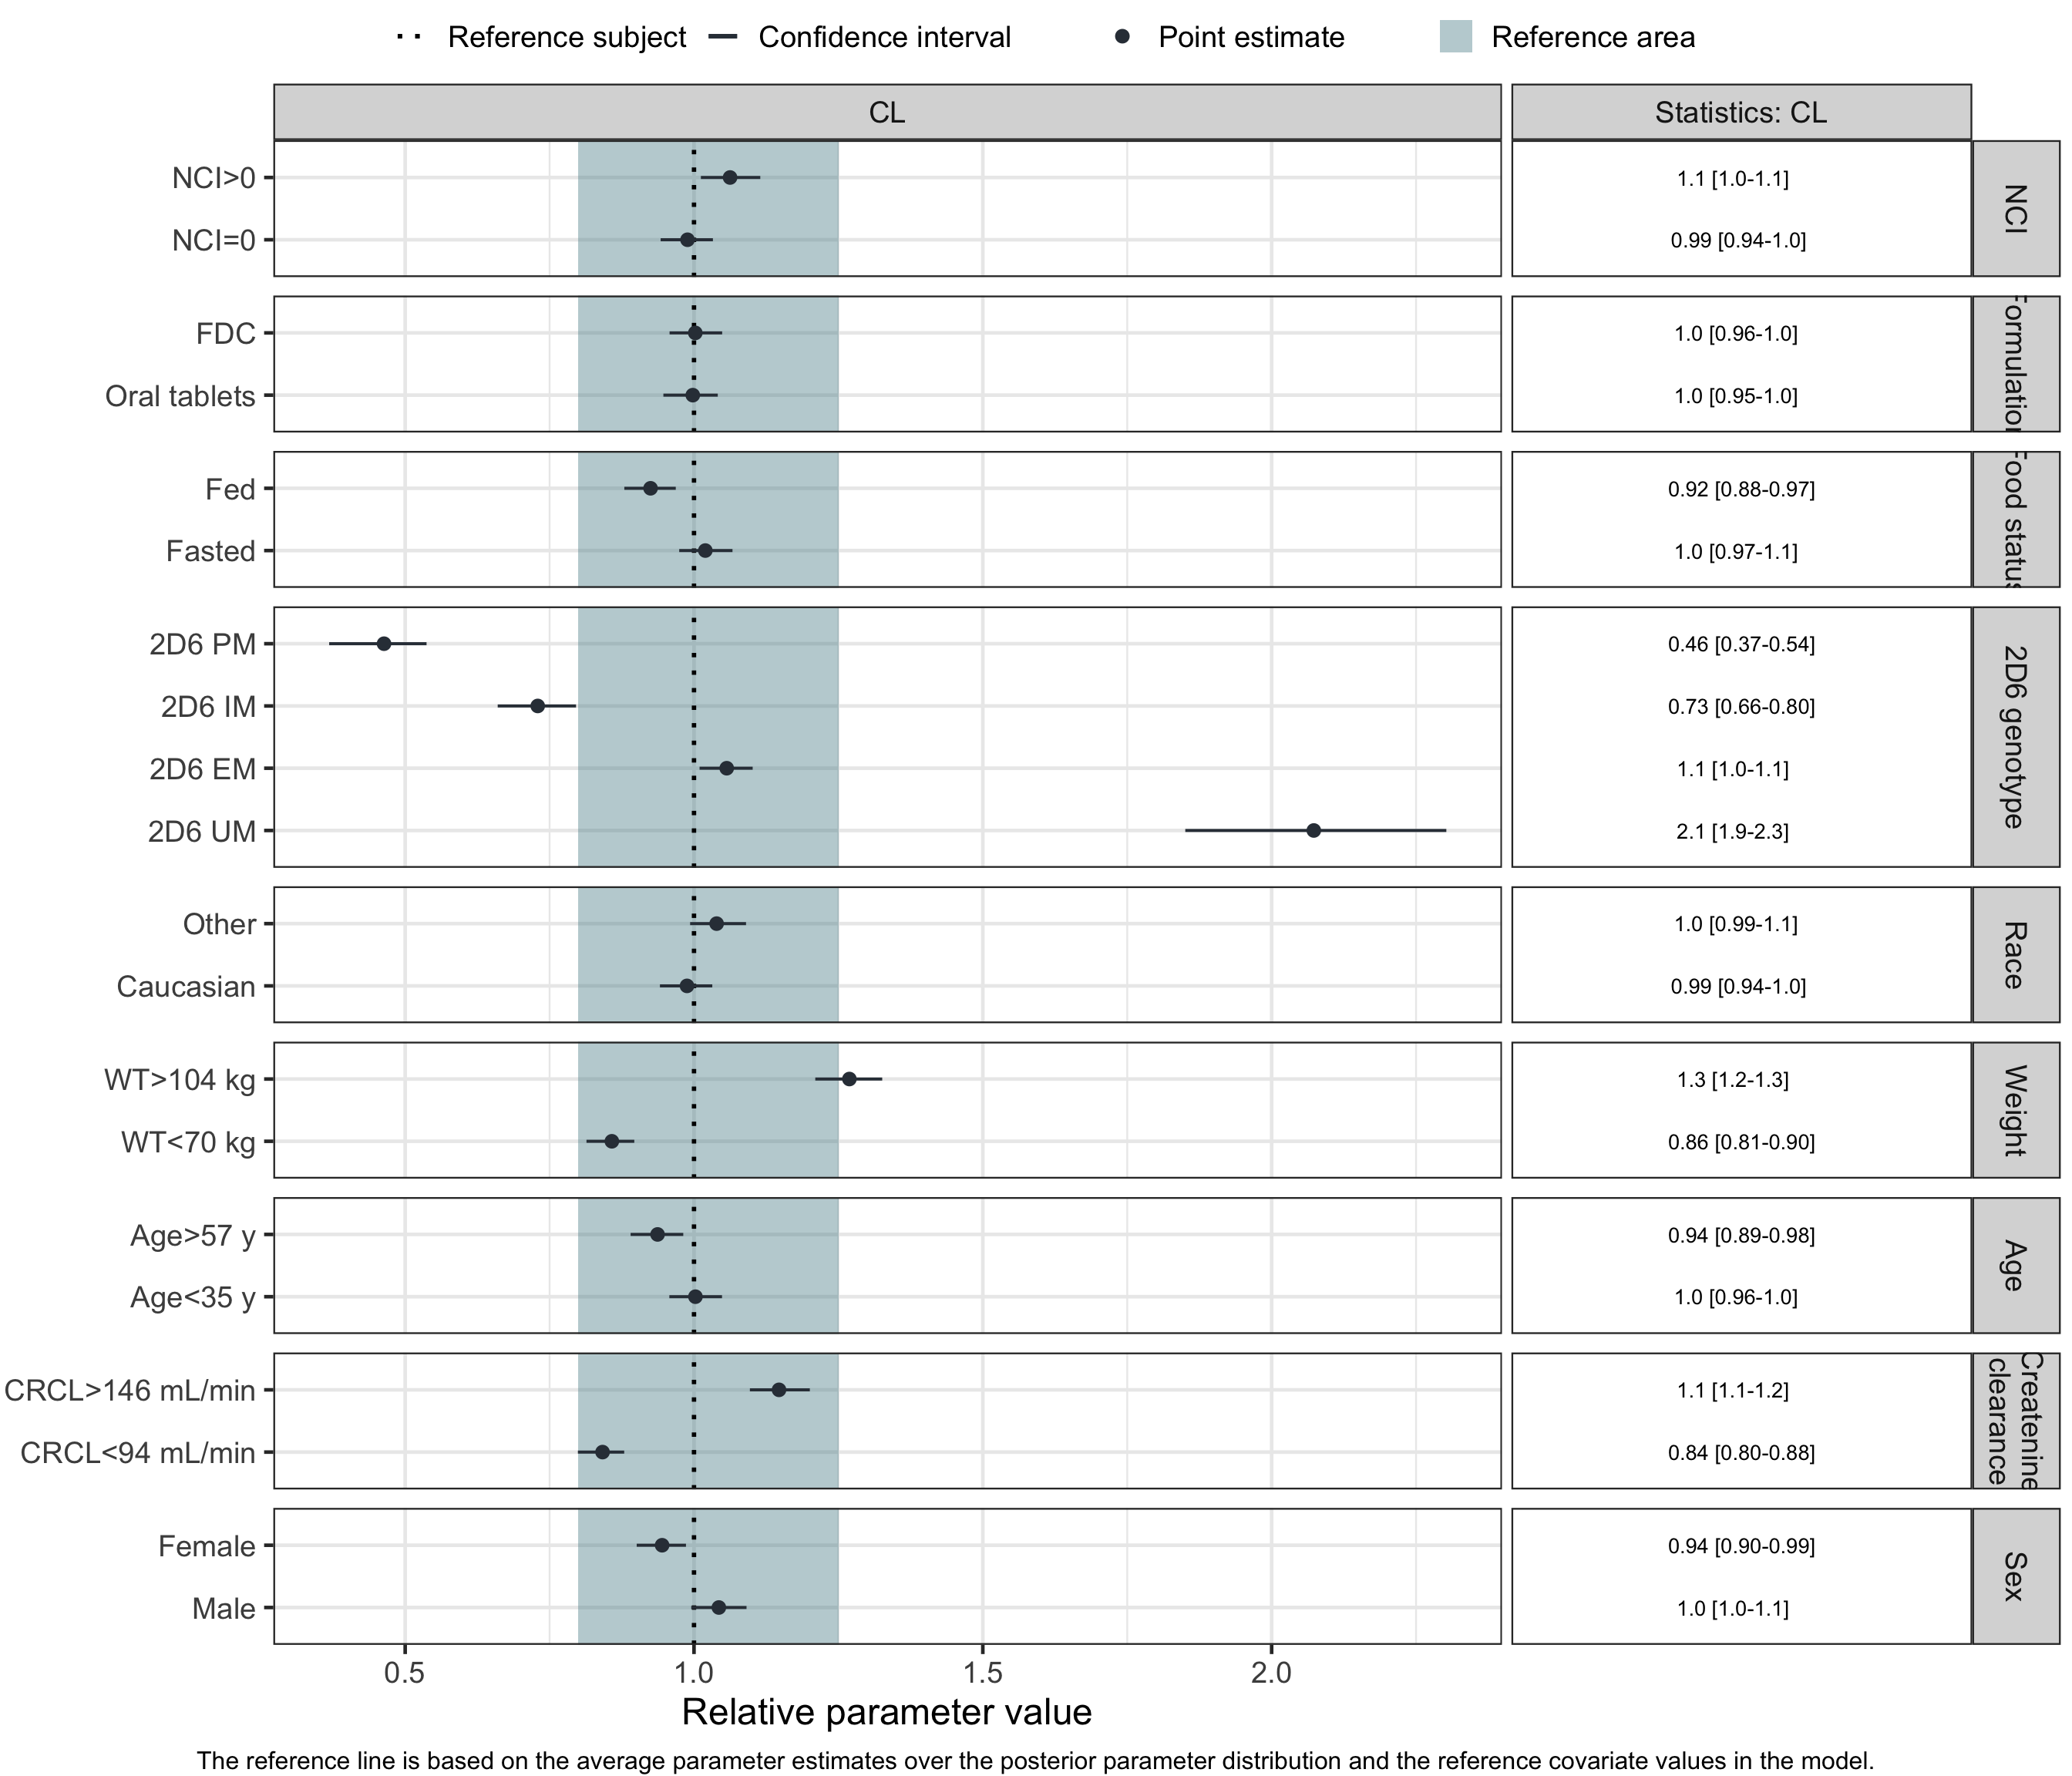 Reference subject Confidence interval Point estimate Reference area
CL Statistics: CL
NCI>0 1.1 [1.0-1.1]
NCI=0 0.99 [0.94-1.0]
NCI
FDC 1.0 [0.96-1.0]
Oral tablets 1.0 [0.95-1.0]
Formulation
Fed 0.92 [0.88-0.97]
Fasted 1.0 [0.97-1.1]
Food status
2D6 PM 0.46 [0.37-0.54]
2D6 IM 0.73 [0.66-0.80]
2D6 EM 1.1 [1.0-1.1]
2D6 UM 2.1 [1.9-2.3]
2D6 genotype
Other 1.0 [0.99-1.1]
Caucasian 0.99 [0.94-1.0]
Race
WT>104 kg 1.3 [1.2-1.3]
WT<70 kg 0.86 [0.81-0.90]
Weight
Age>57 y 0.94 [0.89-0.98]
Age<35 y 1.0 [0.96-1.0]
Age
CRCL>146 mL/min 1.1 [1.1-1.2]
CRCL<94 mL/min 0.84 [0.80-0.88]
Createnine
clearance
Female 0.94 [0.90-0.99]
Male 1.0 [1.0-1.1]
Sex
0.5 1.0 1.5 2.0
Relative parameter value
The reference line is based on the average parameter estimates over the posterior parameter distribution and the reference covariate values in the model.